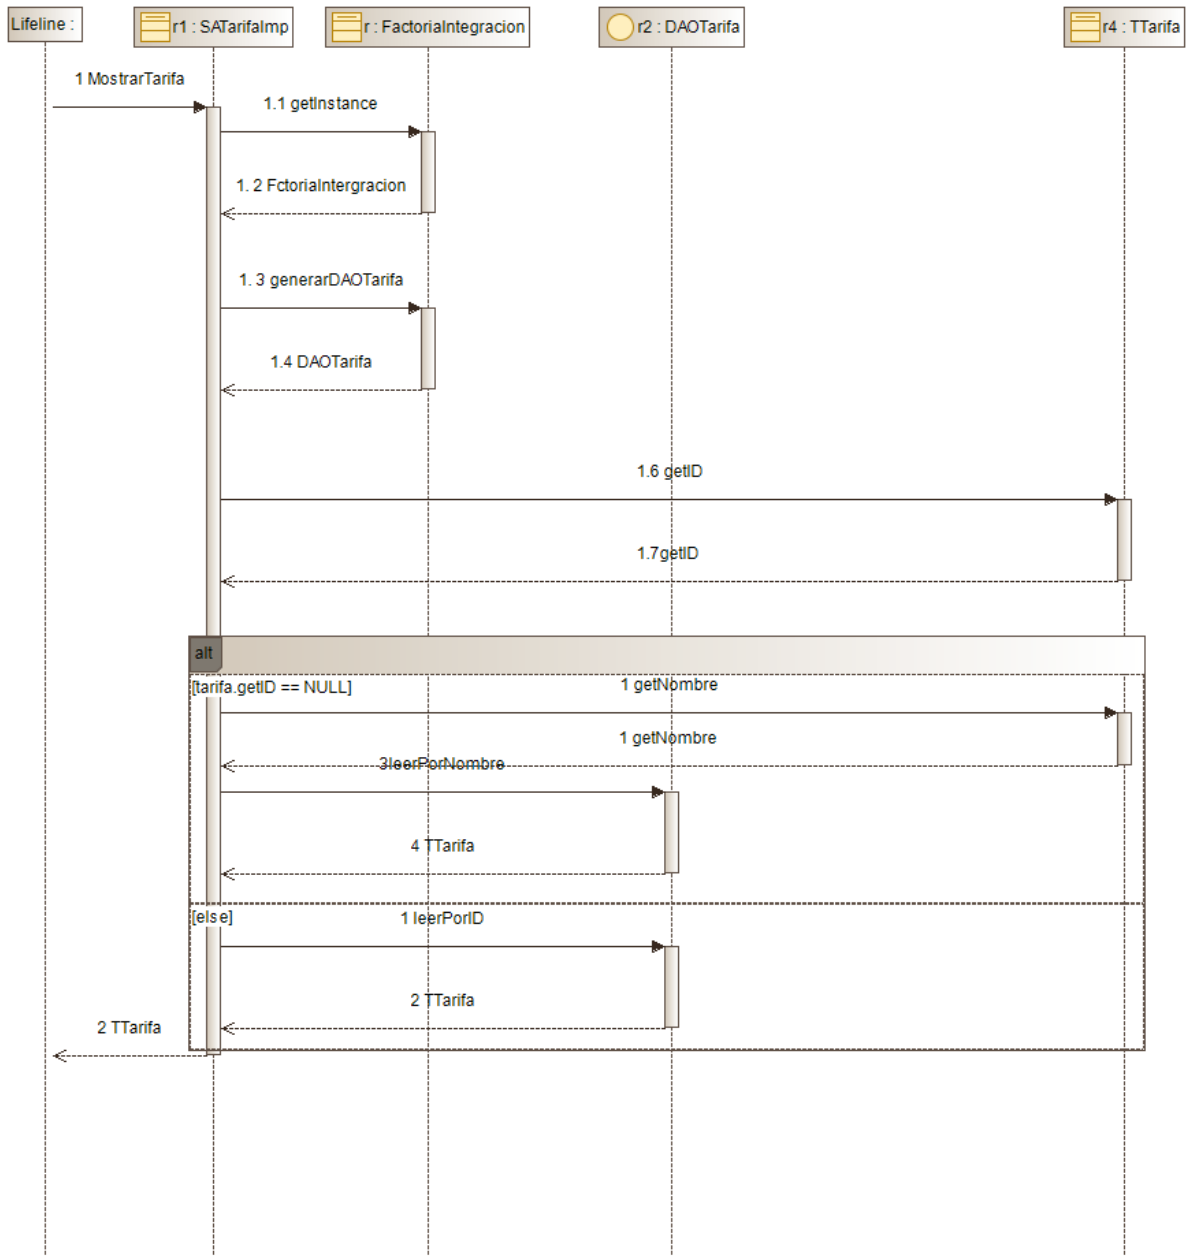 Lifeline :
r1 : SATarifaImp
r : FactoriaIntegracion
r2 : DAOTarifa
r4 : TTarifa
1 MostrarTarifa
1.1 getInstance
1. 2 FctoriaIntergracion
1. 3 generarDAOTarifa
1.4 DAOTarifa
1.6 getID
1.7getID
alt
[tarifa.getID == NULL]
1 getNombre
1 getNombre
3leerPorNombre
4 TTarifa
[else]
1 leerPorID
2 TTarifa
2 TTarifa